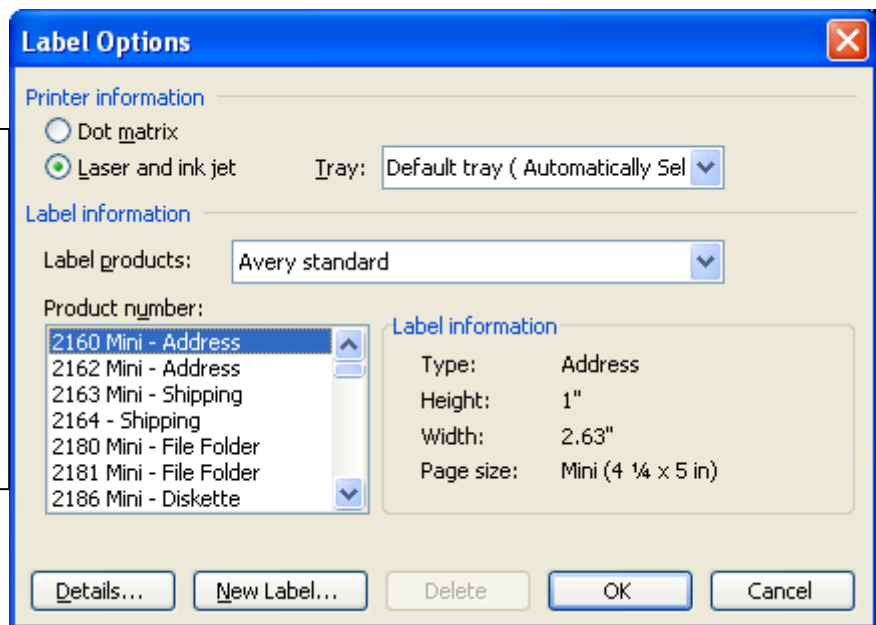 Label Options
Printer information
Dot matrix
Laser and ink jet
Tray: Default tray ( Automatically Sel
Label information
Label products: Avery standard
Product number:
2160 Mini - Address
2162 Mini - Address
2163 Mini - Shipping
2164 - Shipping
2180 Mini - File Folder
2181 Mini - File Folder
2186 Mini - Diskette
Label information
Type: Address
Height: 1"
Width: 2.63"
Page size: Mini (4 ¼ x 5 in)
Details... New Label... Delete OK Cancel